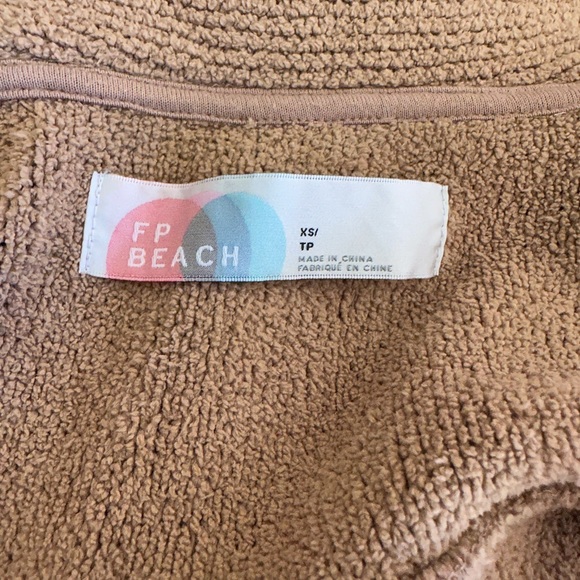 FP
BEACH
XS/
TP
MADE IN CHINA
FABRIQUÉ EN CHINE